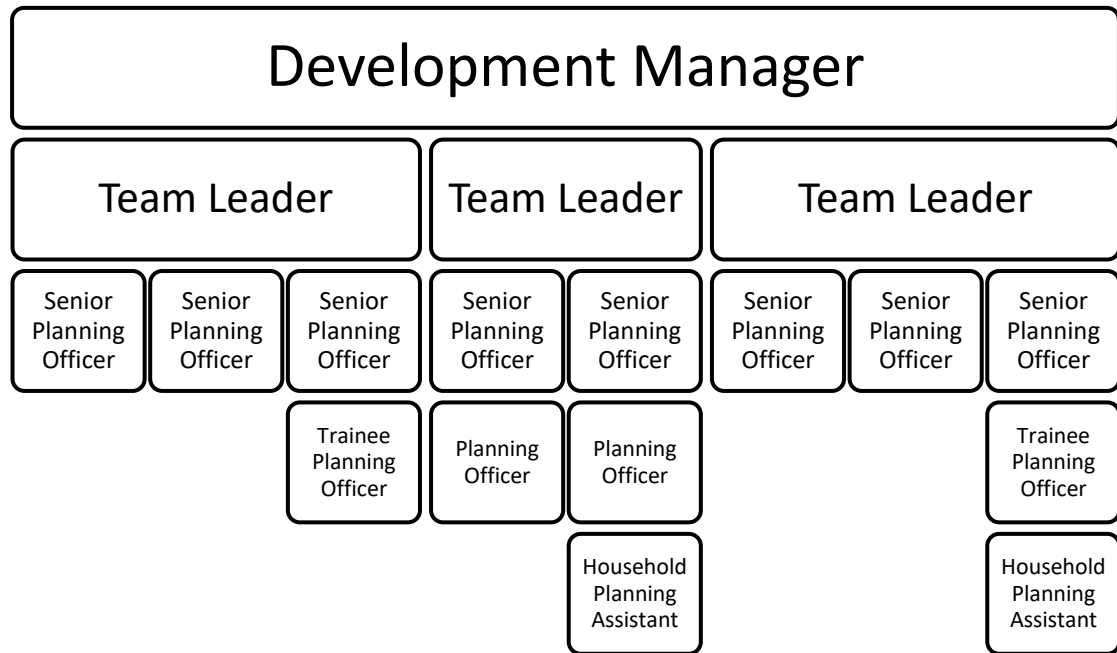 Development Manager
Team Leader
Team Leader
Team Leader
Senior
Planning
Officer
Senior
Planning
Officer
Senior
Planning
Officer
Senior
Planning
Officer
Senior
Planning
Officer
Senior
Planning
Officer
Senior
Planning
Officer
Senior
Planning
Officer
Trainee
Planning
Officer
Planning
Officer
Planning
Officer
Trainee
Planning
Officer
Household
Planning
Assistant
Household
Planning
Assistant